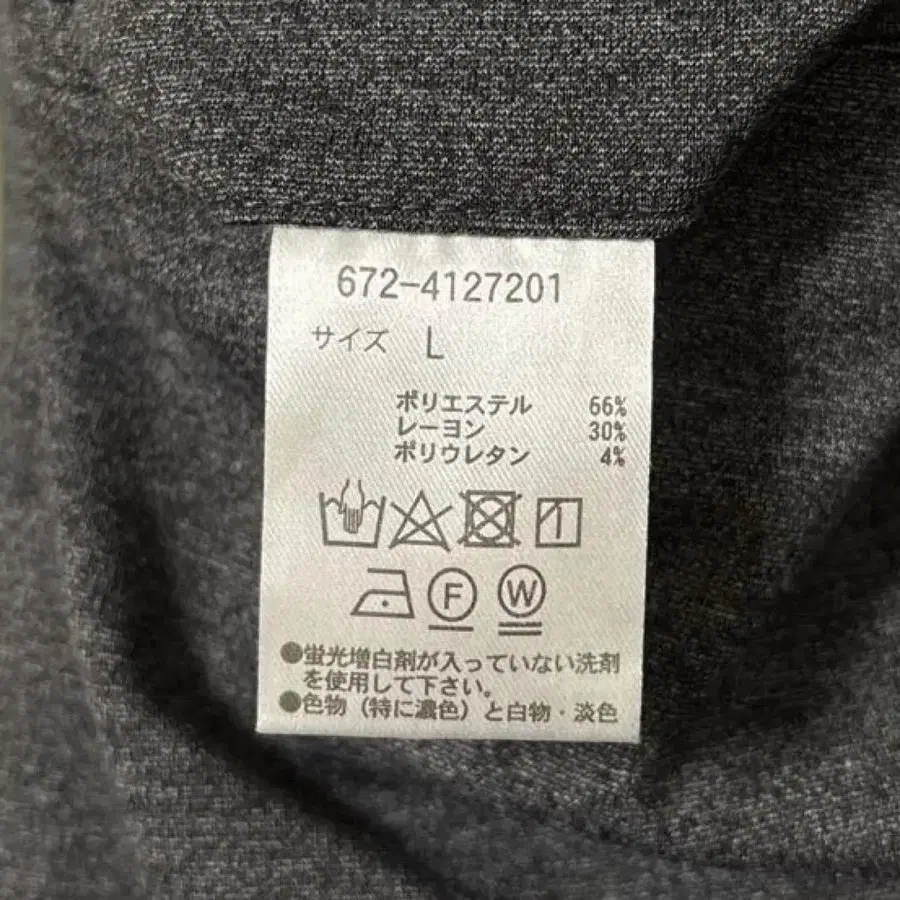 672-4127201
サイズ L
ポリエステル 66%
レーヨン 30%
ポリウレタン 4%
F W
●蛍光増白剤が入っていない洗剤
を使用して下さい。
●色物（特に濃色）と白物・淡色